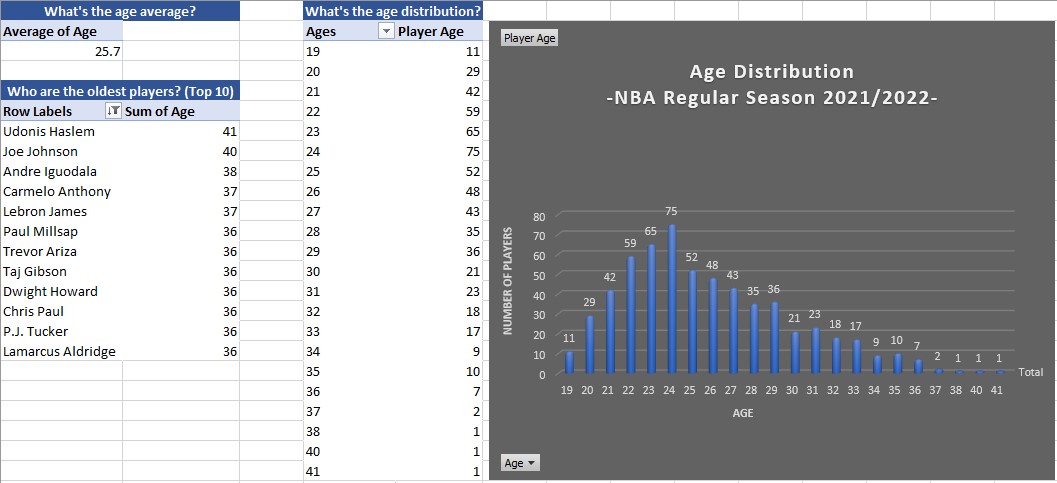 What's the age average?
Average of Age
25.7
Who are the oldest players? (Top 10)
Row Labels Sum of Age
Udonis Haslem 41
Joe Johnson 40
Andre Iguodala 38
Carmelo Anthony 37
Lebron James 37
Paul Millsap 36
Trevor Ariza 36
Taj Gibson 36
Dwight Howard 36
Chris Paul 36
P.J. Tucker 36
Lamarcus Aldridge 36
What's the age distribution?
Ages Player Age
19 11
20 29
21 42
22 59
23 65
24 75
25 52
26 48
27 43
28 35
29 36
30 21
31 23
32 18
33 17
34 9
35 10
36 7
37 2
38 1
40 1
41 1
Player Age
Age Distribution
-NBA Regular Season 2021/2022-
NUMBER OF PLAYERS
80
70
60
50
40
30
20
10
0
11 29 42 59 65 75 52 48 43 35 36 21 23 18 17 9 10 7 2 1 1 1
Total
19 20 21 22 23 24 25 26 27 28 29 30 31 32 33 34 35 36 37 38 40 41
AGE
Age